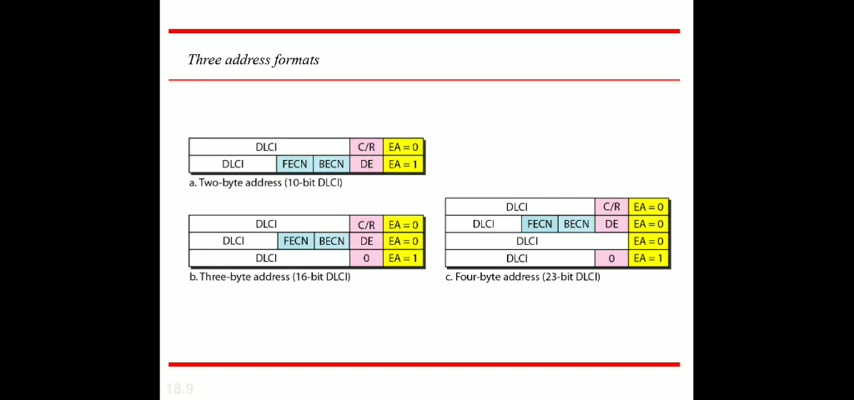 Three address formats
DLCI C/R EA = 0
DLCI FECN BECN DE EA = 1
a. Two-byte address (10-bit DLCI)
DLCI C/R EA = 0
DLCI FECN BECN DE EA = 0
DLCI 0 EA = 1
b. Three-byte address (16-bit DLCI)
DLCI C/R EA = 0
DLCI FECN BECN DE EA = 0
DLCI EA = 0
DLCI 0 EA = 1
c. Four-byte address (23-bit DLCI)
18.9